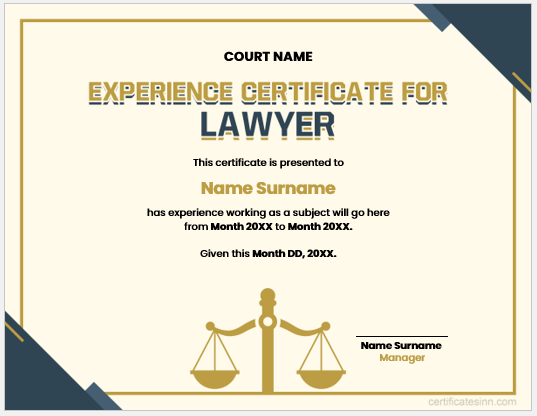 COURT NAME
EXPERIENCE CERTIFICATE FOR
LAWYER
This certificate is presented to
Name Surname
has experience working as a subject will go here
from Month 20XX to Month 20XX.
Given this Month DD, 20XX.
Name Surname
Manager
certificatesinn.com